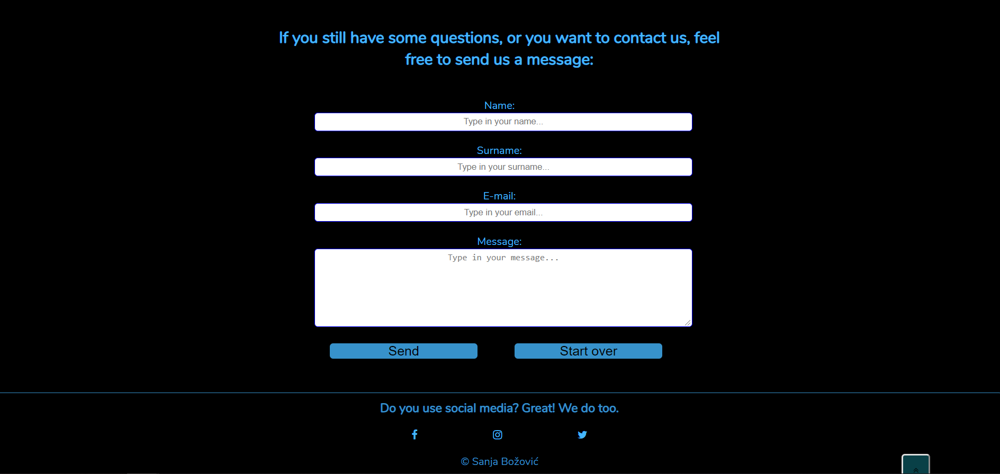 If you still have some questions, or you want to contact us, feel
free to send us a message:
Name:
Type in your name...
Surname:
Type in your surname...
E-mail:
Type in your email...
Message:
Type in your message...
Send
Start over
Do you use social media? Great! We do too.
© Sanja Božović